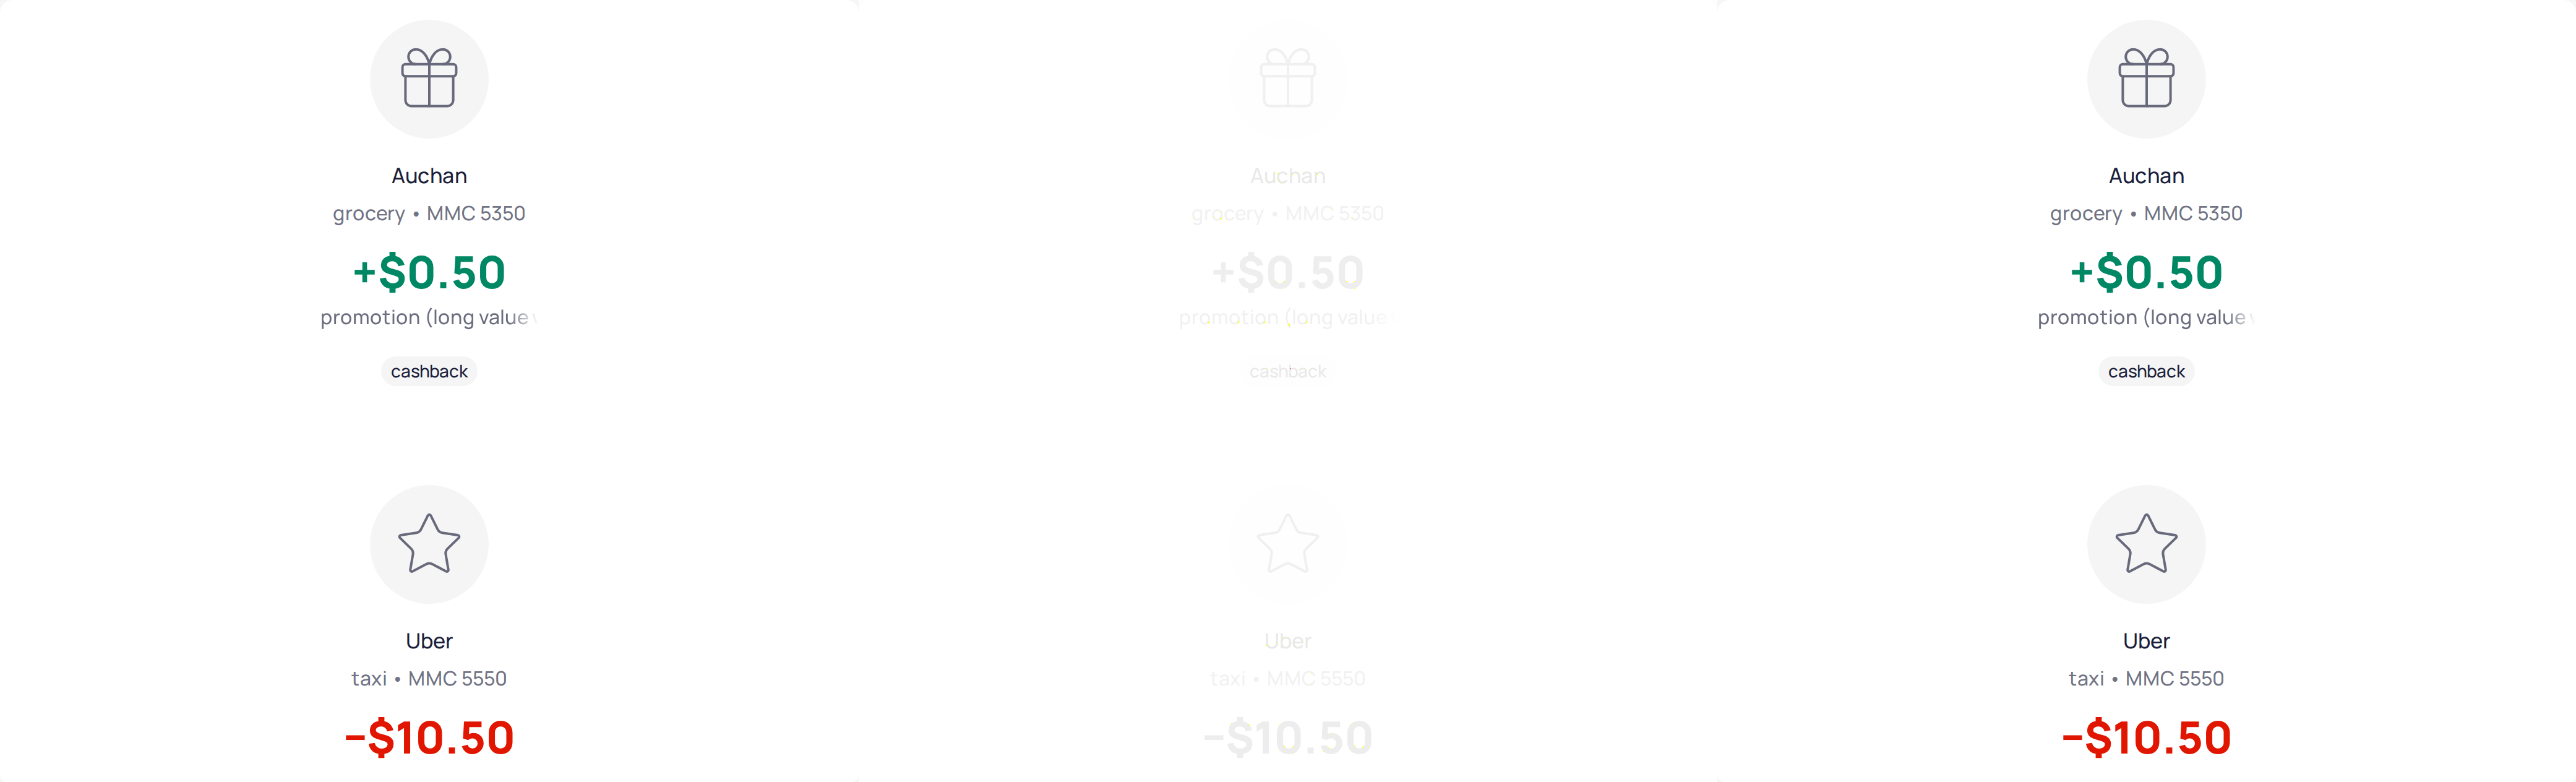 Auchan
grocery • MMC 5350
+$0.50
promotion (long value
cashback
Uber
taxi • MMC 5550
−$10.50
Auchan
grocery • MMC 5350
+$0.50
promotion (long value
cashback
Uber
taxi • MMC 5550
−$10.50
Auchan
grocery • MMC 5350
+$0.50
promotion (long value
cashback
Uber
taxi • MMC 5550
−$10.50